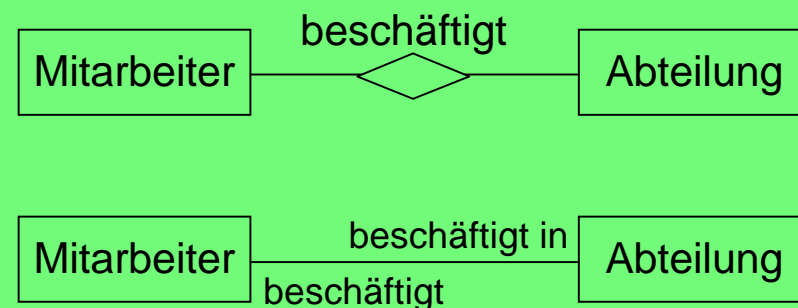 beschäftigt
Mitarbeiter
Abteilung
Mitarbeiter
beschäftigt in
beschäftigt
Abteilung